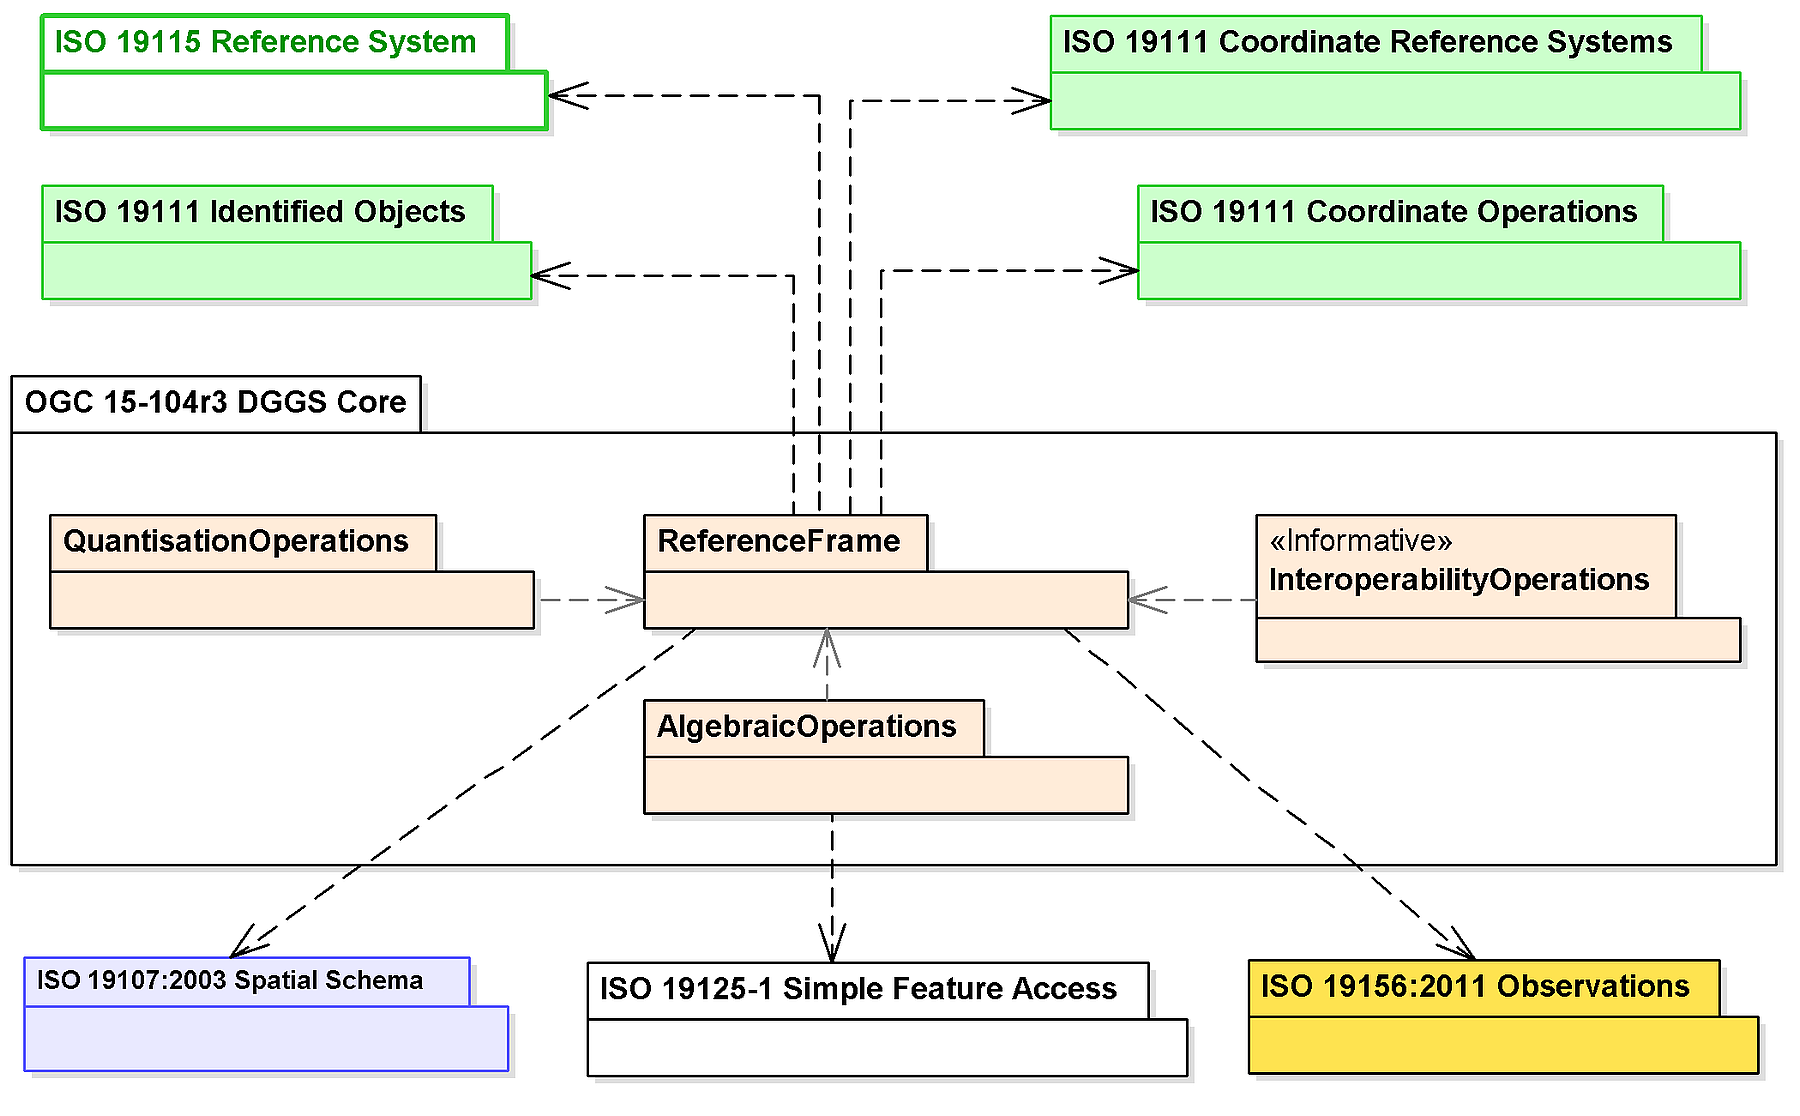 ISO 19115 Reference System
ISO 19111 Coordinate Reference Systems
ISO 19111 Identified Objects
ISO 19111 Coordinate Operations
OGC 15-104r3 DGGS Core
QuantisationOperations
ReferenceFrame
«Informative»
InteroperabilityOperations
AlgebraicOperations
ISO 19107:2003 Spatial Schema
ISO 19125-1 Simple Feature Access
ISO 19156:2011 Observations